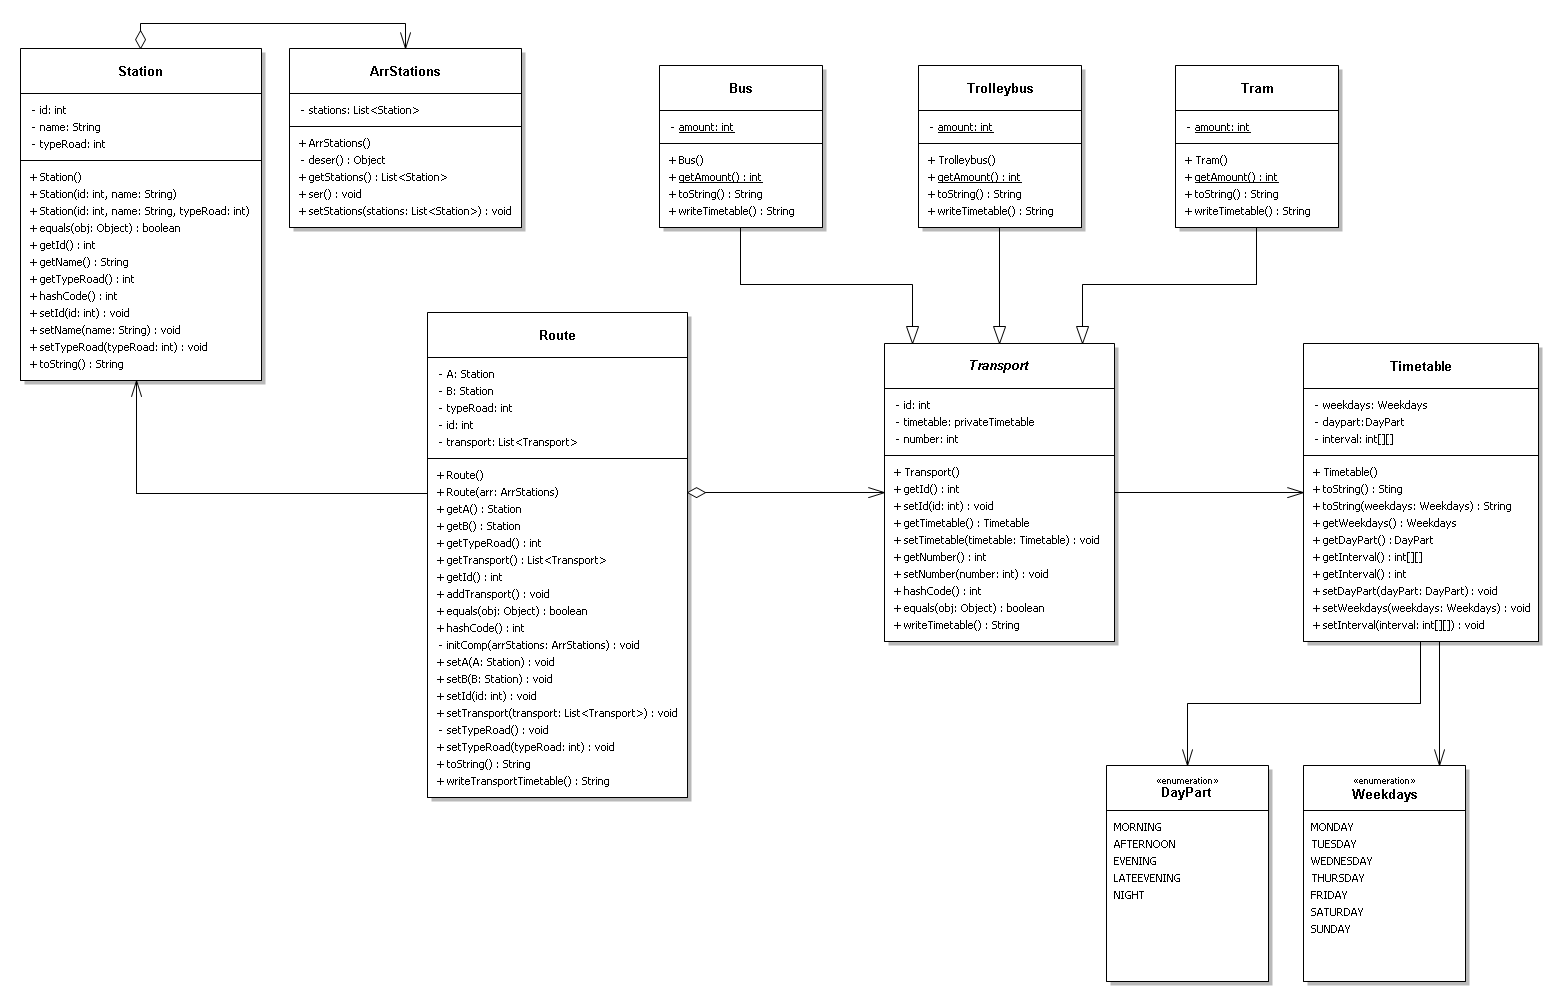 Station
- id: int
- name: String
- typeRoad: int
+ Station()
+ Station(id: int, name: String)
+ Station(id: int, name: String, typeRoad: int)
+ equals(obj: Object) : boolean
+ getId() : int
+ getName() : String
+ getTypeRoad() : int
+ hashCode() : int
+ setId(id: int) : void
+ setName(name: String) : void
+ setTypeRoad(typeRoad: int) : void
+ toString() : String
ArrStations
- stations: List<Station>
+ ArrStations()
- deser() : Object
+ getStations() : List<Station>
+ ser() : void
+ setStations(stations: List<Station>) : void
Bus
- amount: int
+ Bus()
+ getAmount() : int
+ toString() : String
+ writeTimetable() : String
Trolleybus
- amount: int
+ Trolleybus()
+ getAmount() : int
+ toString() : String
+ writeTimetable() : String
Tram
- amount: int
+ Tram()
+ getAmount() : int
+ toString() : String
+ writeTimetable() : String
Route
- A: Station
- B: Station
- typeRoad: int
- id: int
- transport: List<Transport>
+ Route()
+ Route(arr: ArrStations)
+ getA() : Station
+ getB() : Station
+ getTypeRoad() : int
+ getTransport() : List<Transport>
+ getId() : int
+ addTransport() : void
+ equals(obj: Object) : boolean
+ hashCode() : int
- initComp(arrStations: ArrStations) : void
+ setA(A: Station) : void
+ setB(B: Station) : void
+ setId(id: int) : void
+ setTransport(transport: List<Transport>) : void
- setTypeRoad() : void
+ setTypeRoad(typeRoad: int) : void
+ toString() : String
+ writeTransportTimetable() : String
Transport
- id: int
- timetable: privateTimetable
- number: int
+ Transport()
+ getId() : int
+ setId(id: int) : void
+ getTimetable() : Timetable
+ setTimetable(timetable: Timetable) : void
+ getNumber() : int
+ setNumber(number: int) : void
+ hashCode() : int
+ equals(obj: Object) : boolean
+ writeTimetable() : String
Timetable
- weekdays: Weekdays
- daypart:DayPart
- interval: int[][]
+ Timetable()
+ toString() : Sting
+ toString(weekdays: Weekdays) : String
+ getWeekdays() : Weekdays
+ getDayPart() : DayPart
+ getInterval() : int[][]
+ getInterval() : int
+ setDayPart(dayPart: DayPart) : void
+ setWeekdays(weekdays: Weekdays) : void
+ setInterval(interval: int[][]) : void
«enumeration»
DayPart
MORNING
AFTERNOON
EVENING
LATEEVENING
NIGHT
«enumeration»
Weekdays
MONDAY
TUESDAY
WEDNESDAY
THURSDAY
FRIDAY
SATURDAY
SUNDAY